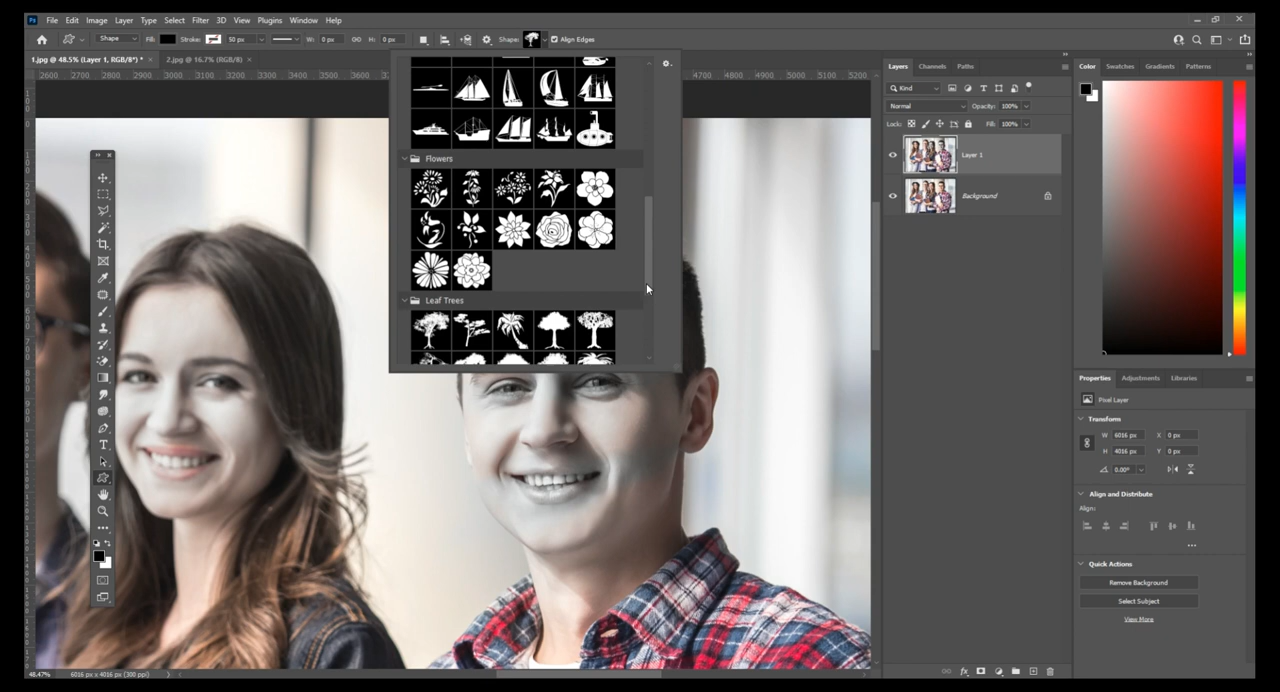 Ps File Edit Image Layer Type Select Filter 3D View Plugins Window Help
Shape Fill: Stroke: 50 px W: 0 px H: 0 px Shape: Align Edges
1.jpg @ 48.5% (Layer 1, RGB/8*) * × 2.jpg @ 16.7% (RGB/8) ×
2600 2700 2800 2900 3000 3100 3200 3300 3400 3500 3600 4700 4800 4900 5000 5100 5200
Flowers
Leaf Trees
T
48.47% 6016 px x 4016 px (300 ppi)
Layers Channels Paths
Kind
Normal Opacity: 100%
Lock: Fill: 100%
Layer 1
Background
fx
Color Swatches Gradients Patterns
Properties Adjustments Libraries
Pixel Layer
Transform
W 6016 px X 0 px
H 4016 px Y 0 px
0.00°
Align and Distribute
Align:
Quick Actions
Remove Background
Select Subject
View More